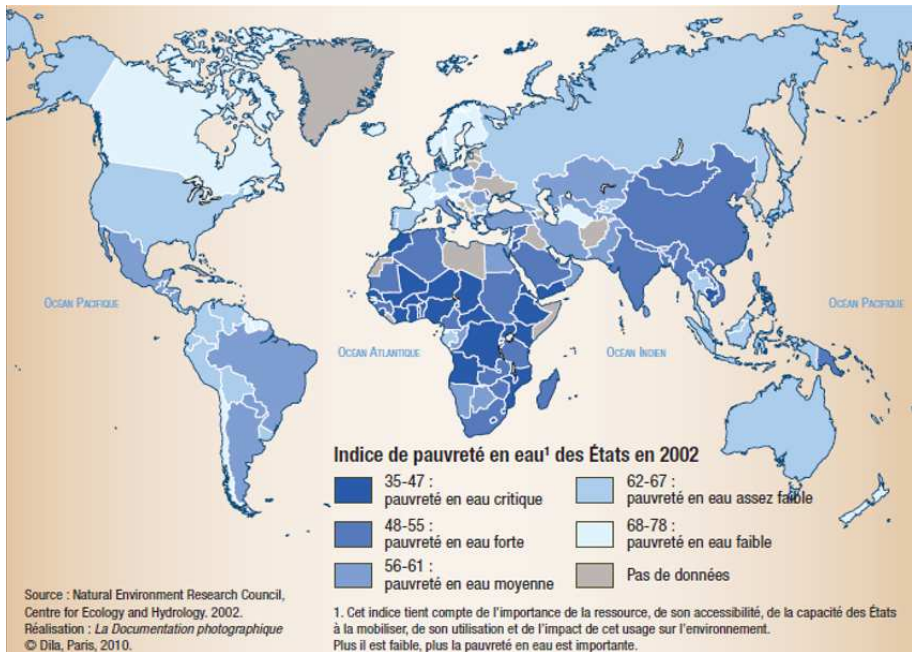 OCÉAN PACIFIQUE
OCÉAN ATLANTIQUE
OCÉAN INDIEN
OCÉAN PACIFIQUE
Indice de pauvreté en eau¹ des États en 2002
35-47 :
pauvreté en eau critique
48-55 :
pauvreté en eau forte
56-61 :
pauvreté en eau moyenne
62-67 :
pauvreté en eau assez faible
68-78 :
pauvreté en eau faible
Pas de données
Source : Natural Environment Research Council,
Centre for Ecology and Hydrology. 2002.
Réalisation : La Documentation photographique
© Dila, Paris, 2010.
1. Cet indice tient compte de l'importance de la ressource, de son accessibilité, de la capacité des États
à la mobiliser, de son utilisation et de l'impact de cet usage sur l'environnement.
Plus il est faible, plus la pauvreté en eau est importante.